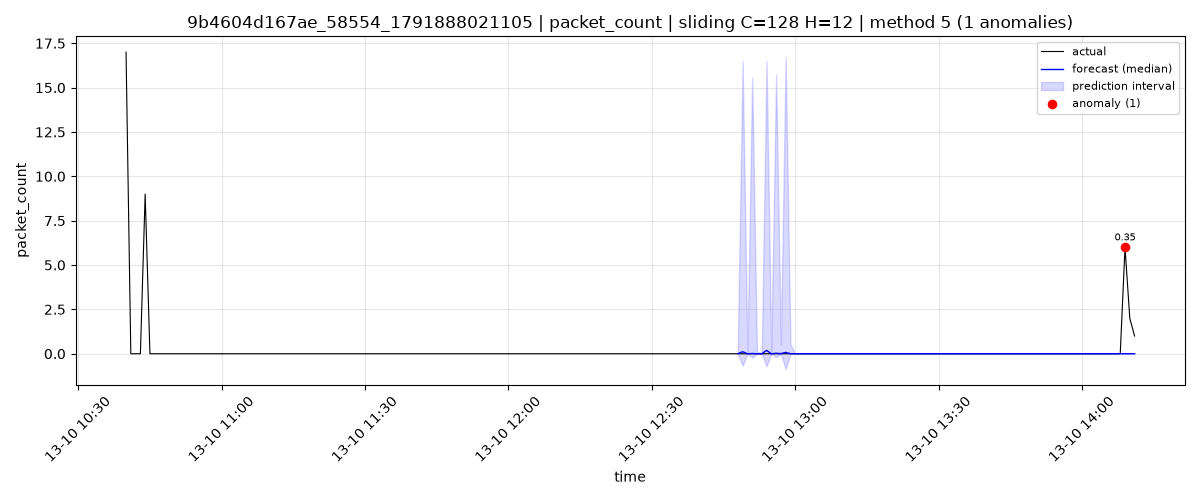 9b4604d167ae_58554_1791888021105 | packet_count | sliding C=128 H=12 | method 5 (1 anomalies)
actual
forecast (median)
prediction interval
anomaly (1)
packet_count
17.5
15.0
12.5
10.0
7.5
5.0
2.5
0.0
0.35
13-10 10:30
13-10 11:00
13-10 11:30
13-10 12:00
13-10 12:30
13-10 13:00
13-10 13:30
13-10 14:00
time